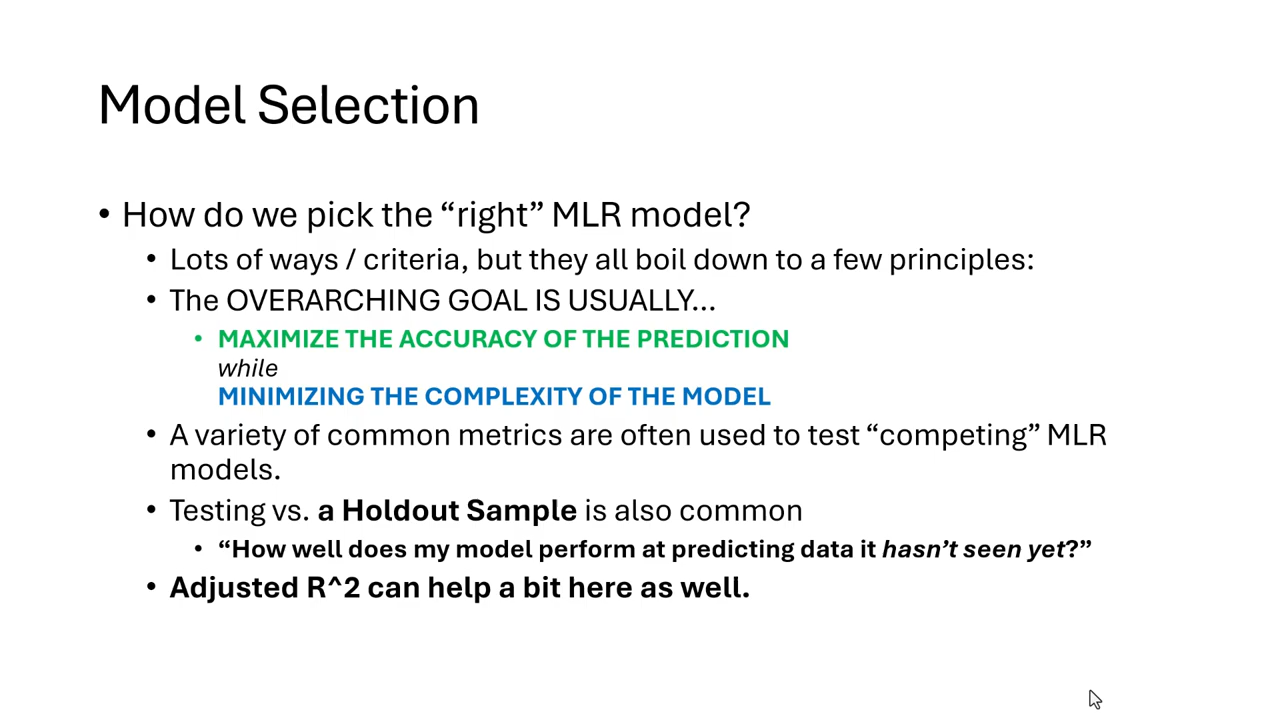 Model Selection
• How do we pick the “right” MLR model?
• Lots of ways / criteria, but they all boil down to a few principles:
• The OVERARCHING GOAL IS USUALLY…
• MAXIMIZE THE ACCURACY OF THE PREDICTION
while
MINIMIZING THE COMPLEXITY OF THE MODEL
• A variety of common metrics are often used to test “competing” MLR
models.
• Testing vs. a Holdout Sample is also common
• “How well does my model perform at predicting data it hasn’t seen yet?”
• Adjusted R^2 can help a bit here as well.